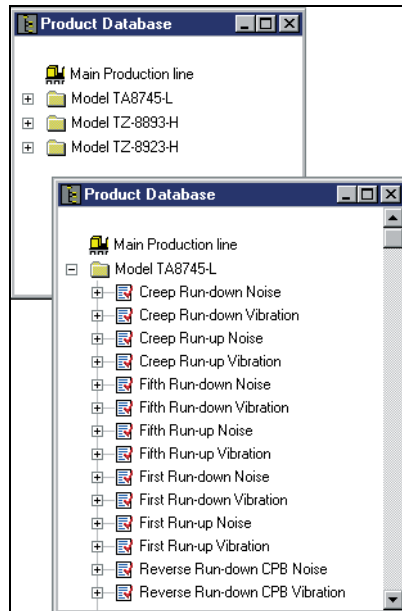 Product Database
Main Production line
Model TA8745-L
Model TZ-8893-H
Model TZ-8923-H
Product Database
Main Production line
Model TA8745-L
Creep Run-down Noise
Creep Run-down Vibration
Creep Run-up Noise
Creep Run-up Vibration
Fifth Run-down Noise
Fifth Run-down Vibration
Fifth Run-up Noise
Fifth Run-up Vibration
First Run-down Noise
First Run-down Vibration
First Run-up Noise
First Run-up Vibration
Reverse Run-down CPB Noise
Reverse Run-down CPB Vibration